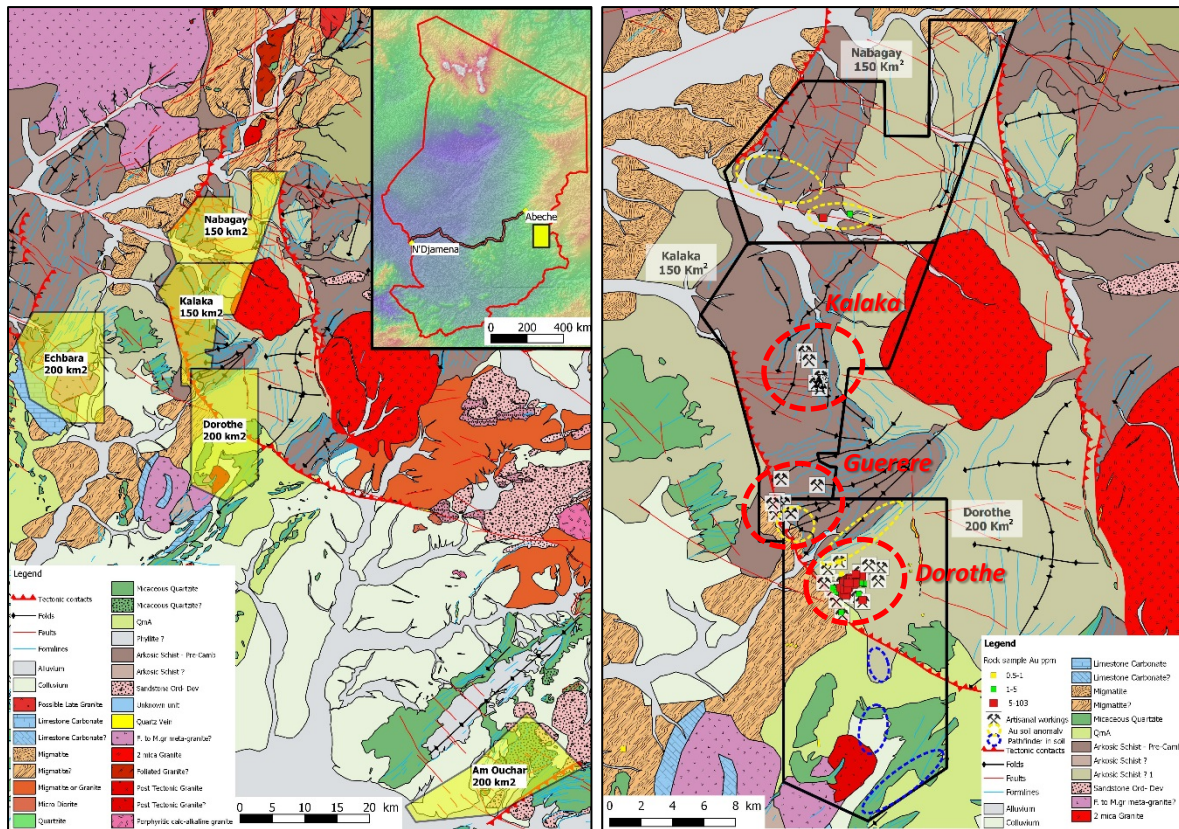 Nabagay
150 km2
Kalaka
150 km2
Echbara
200 km2
Dorothe
200 km2
Am Ouchar
200 km2
Abeche
N'Djamena
0 200 400 km
Legend
Tectonic contacts
Folds
Faults
Formlines
Alluvium
Colluvium
Possible Late Granite
Limestone Carbonate
Limestone Carbonate?
Migmatite
Migmatite?
Migmatite or Granite
Micro Diorite
Quartzite
Micaceous Quartzite
Micaceous Quartzite?
QmA
Phyllite ?
Arkosic Schist - Pre-Camb
Arkosic Schist ?
Sandstone Ord- Dev
Unknown unit
Quartz Vein
F. to M.gr meta-granite?
2 mica Granite
Foliated Granite?
Post Tectonic Granite
Post Tectonic Granite?
Porphyritic calc-alkaline granite
0 5 10 15 20 km
Nabagay
150 Km2
Kalaka
150 Km2
Kalaka
Guerere
Dorothe
200 Km2
Dorothe
Legend
Rock sample Au ppm
0.5-1
1-5
5-103
Artisanal workings
Au soil anomaly
Pathfinder in soil
Tectonic contacts
Folds
Faults
Formlines
Alluvium
Colluvium
Limestone Carbonate
Limestone Carbonate?
Migmatite
Migmatite?
Micaceous Quartzite
QmA
Arkosic Schist - Pre-Camb
Arkosic Schist ?
Arkosic Schist ? 1
Sandstone Ord- Dev
F. to M.gr meta-granite?
2 mica Granite
0 2 4 6 8 km